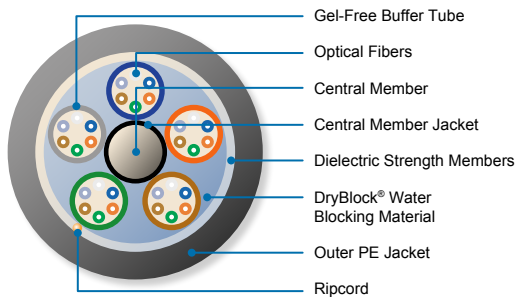 Gel-Free Buffer Tube
Optical Fibers
Central Member
Central Member Jacket
Dielectric Strength Members
DryBlock® Water
Blocking Material
Outer PE Jacket
Ripcord